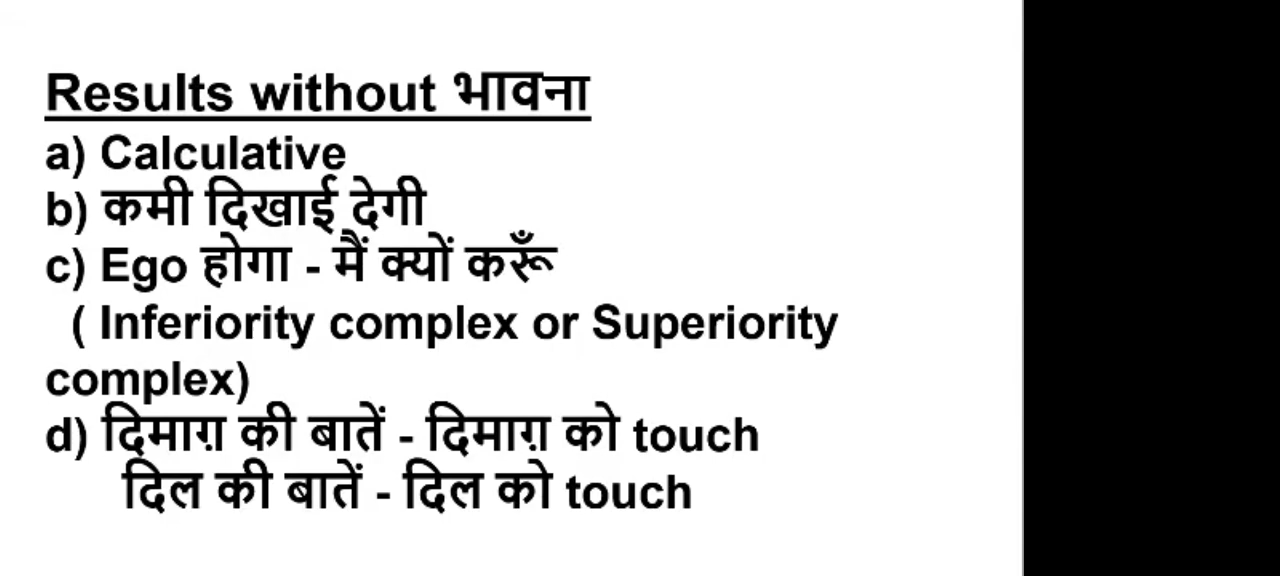 Results without भावना
a) Calculative
b) कमी दिखाई देगी
c) Ego होगा - मैं क्यों करूँ
( Inferiority complex or Superiority
complex)
d) दिमाग़ की बातें - दिमाग़ को touch
दिल की बातें - दिल को touch